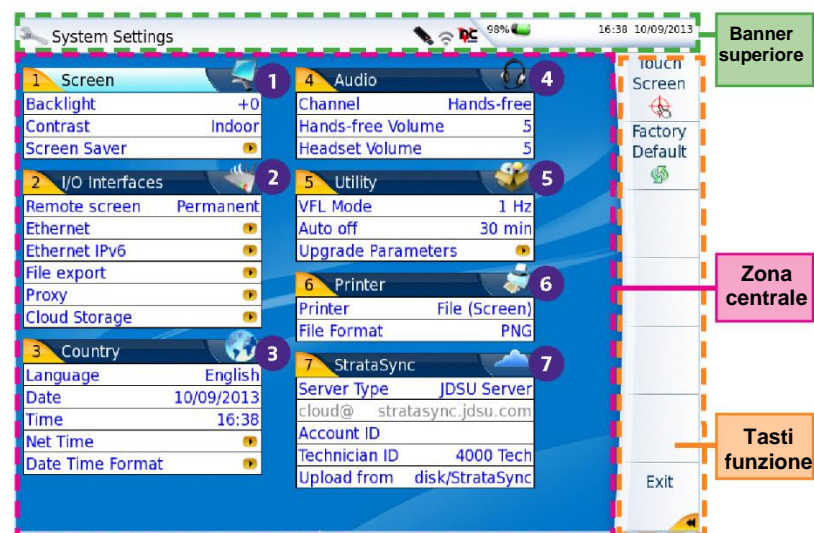 System Settings
98%
16:38 10/09/2013
Banner
superiore
1 Screen 1
Backlight +0
Contrast Indoor
Screen Saver
2 I/O Interfaces 2
Remote screen Permanent
Ethernet
Ethernet IPv6
File export
Proxy
Cloud Storage
3 Country 3
Language English
Date 10/09/2013
Time 16:38
Net Time
Date Time Format
4 Audio 4
Channel Hands-free
Hands-free Volume 5
Headset Volume 5
5 Utility 5
VFL Mode 1 Hz
Auto off 30 min
Upgrade Parameters
6 Printer 6
Printer File (Screen)
File Format PNG
7 StrataSync 7
Server Type JDSU Server
cloud@ stratasync.jdsu.com
Account ID
Technician ID 4000 Tech
Upload from disk/StrataSync
Touch
Screen
Factory
Default
Exit
Zona
centrale
Tasti
funzione